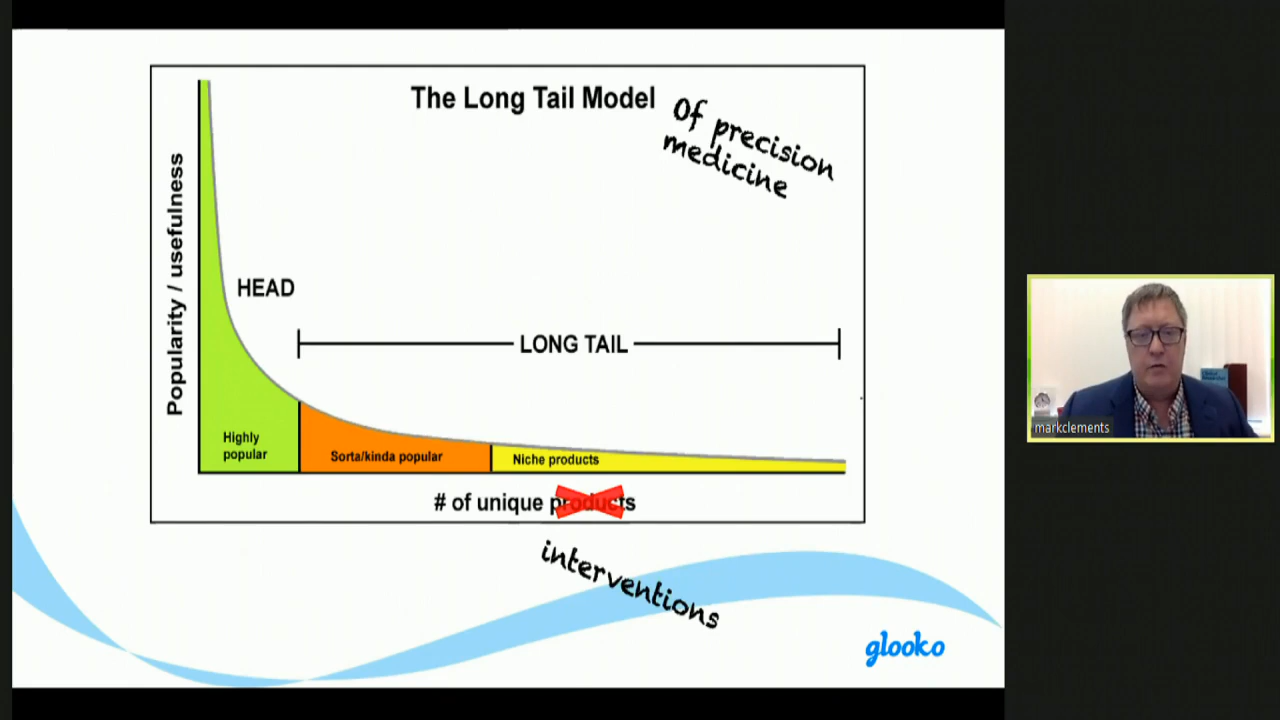 The Long Tail Model
Of precision
medicine
Popularity / usefulness
HEAD
LONG TAIL
Highly
popular
Sorta/kinda popular
Niche products
# of unique products
interventions
glooko
markclements